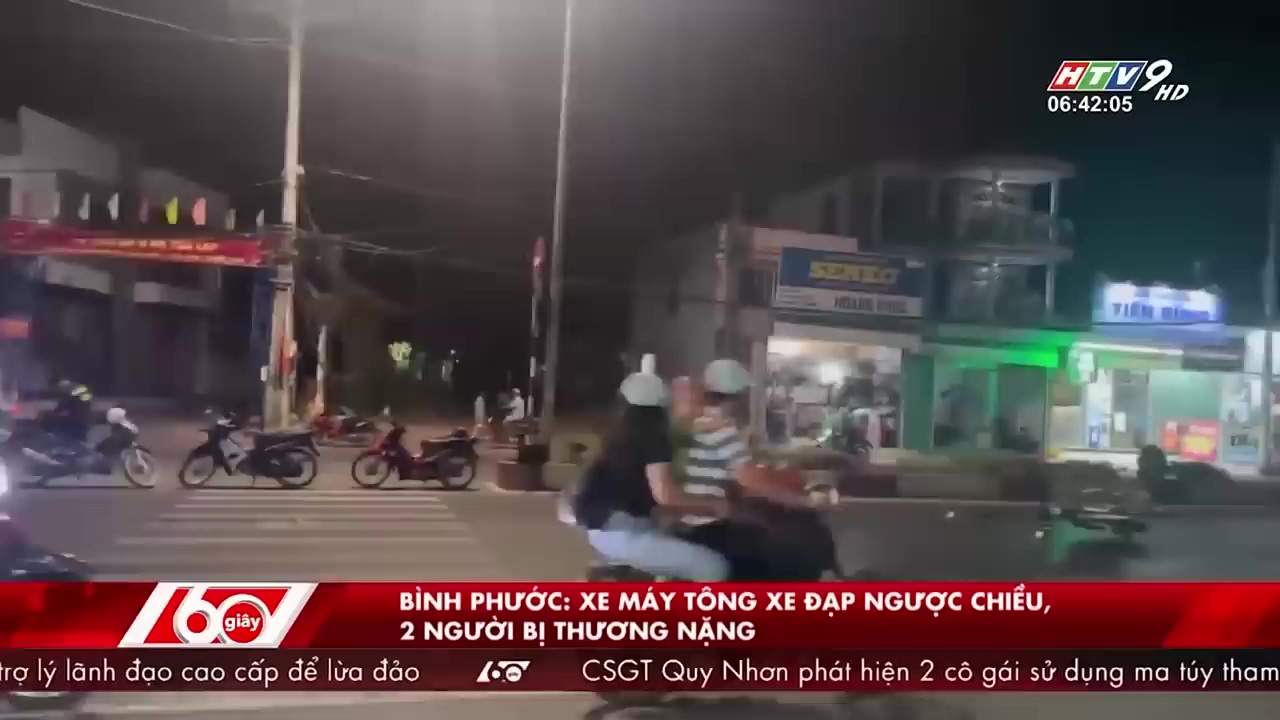 HTV9 HD
06:42:05
TIẾN
60 giây
BÌNH PHƯỚC: XE MÁY TÔNG XE ĐẠP NGƯỢC CHIỀU,
2 NGƯỜI BỊ THƯƠNG NẶNG
trợ lý lãnh đạo cao cấp để lừa đảo
60 giây
CSGT Quy Nhơn phát hiện 2 cô gái sử dụng ma túy tham